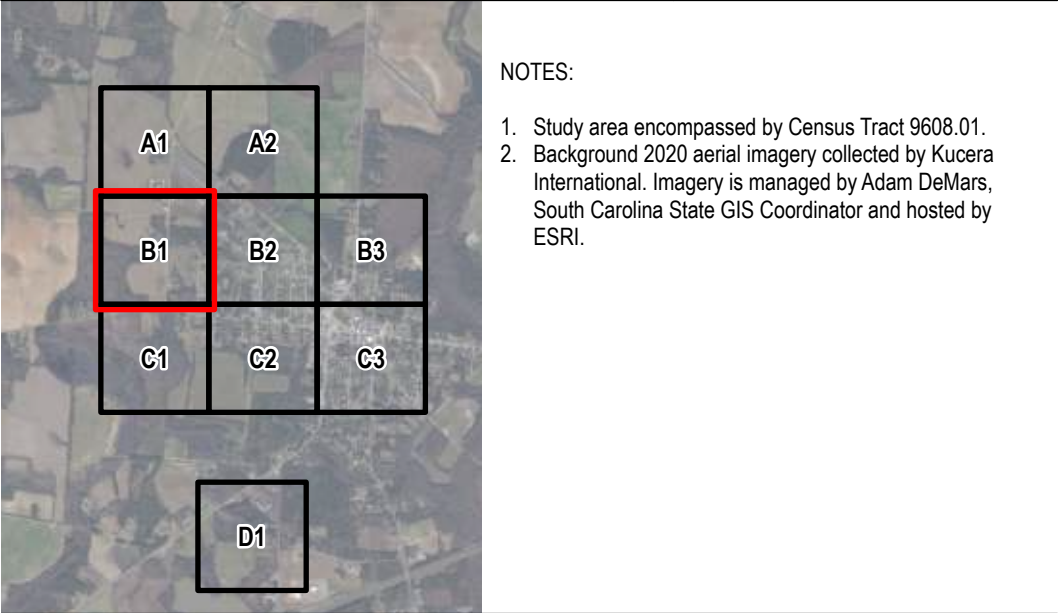 A1
A2
B1
B2
B3
C1
C2
C3
D1
NOTES:
1. Study area encompassed by Census Tract 9608.01.
2. Background 2020 aerial imagery collected by Kucera
International. Imagery is managed by Adam DeMars,
South Carolina State GIS Coordinator and hosted by
ESRI.